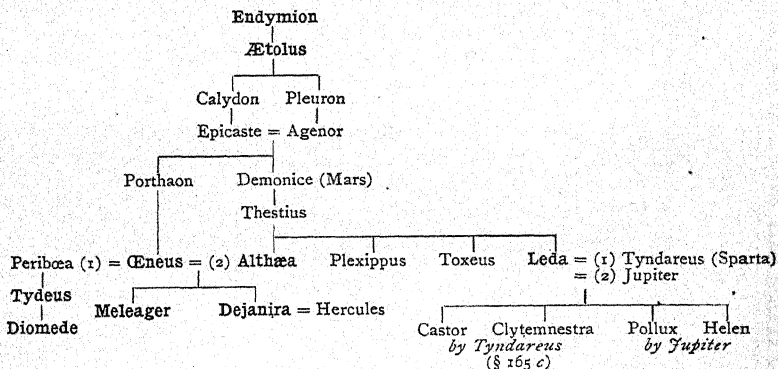 Endymion
Ætolus
Calydon Pleuron
Epicaste = Agenor
Porthaon Demonice (Mars)
Thestius
Peribœa (1) = Œneus = (2) Althæa Plexippus Toxeus Leda = (1) Tyndareus (Sparta)
= (2) Jupiter
Tydeus
Meleager Dejanira = Hercules
Diomede
Castor Clytemnestra Pollux Helen
by Tyndareus by Jupiter
(§ 165 c)